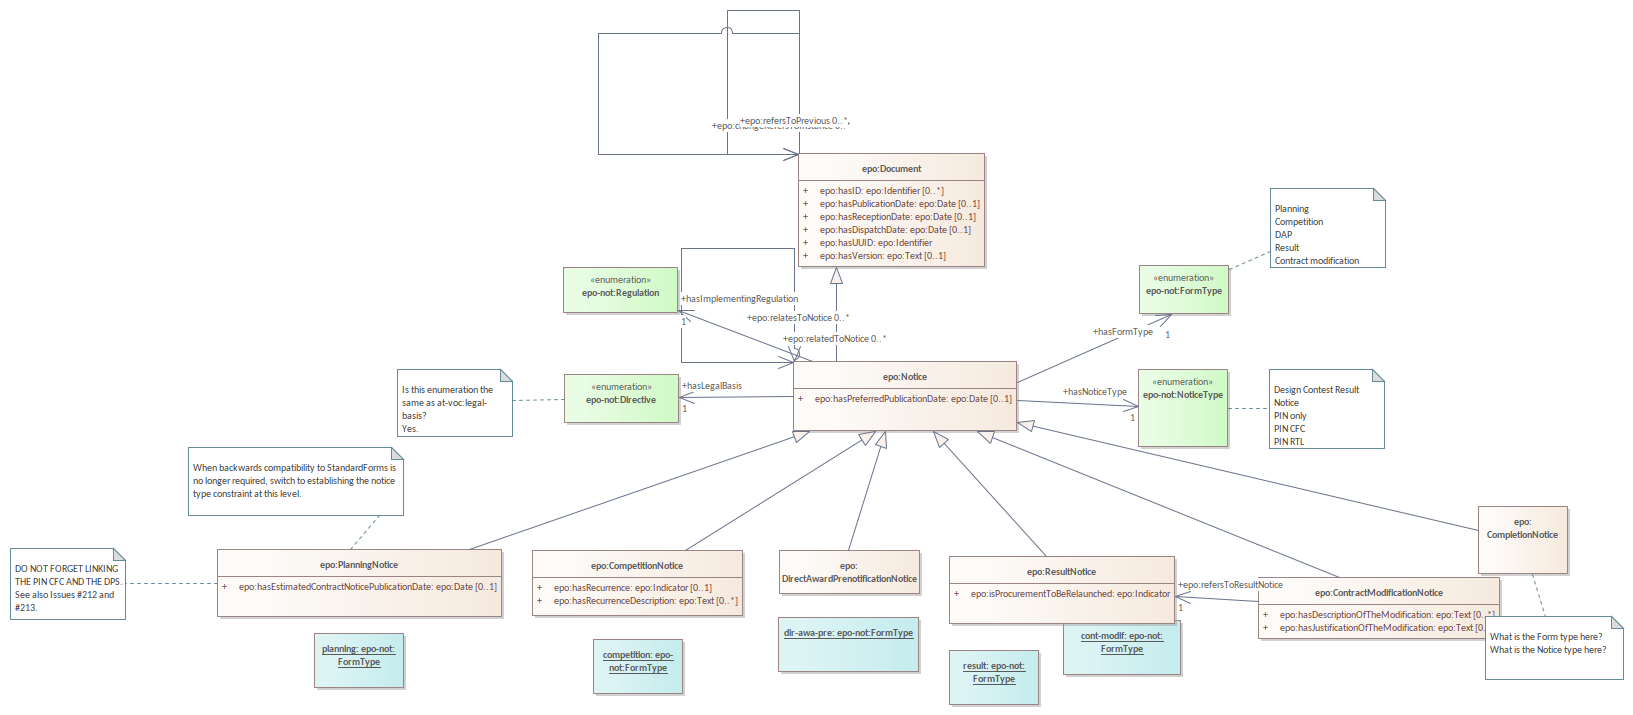 +epo:refersToPrevious 0..*,
epo:Document
+ epo:hasID: epo:Identifier [0..*]
+ epo:hasPublicationDate: epo:Date [0..1]
+ epo:hasReceptionDate: epo:Date [0..1]
+ epo:hasDispatchDate: epo:Date [0..1]
+ epo:hasUUID: epo:Identifier
+ epo:hasVersion: epo:Text [0..1]
Planning
Competition
DAP
Result
Contract modification
«enumeration»
epo-not:Regulation
+hasImplementingRegulation
1
+epo:relatesToNotice 0..*
+epo:relatedToNotice 0..*
«enumeration»
epo-not:FormType
+hasFormType
1
Is this enumeration the
same as at-voc:legal-
basis?
Yes.
«enumeration»
epo-not:Directive
+hasLegalBasis
1
epo:Notice
+ epo:hasPreferredPublicationDate: epo:Date [0..1]
+hasNoticeType
1
«enumeration»
epo-not:NoticeType
Design Contest Result
Notice
PIN only
PIN CFC
PIN RTL
When backwards compatibility to StandardForms is
no longer required, switch to establishing the notice
type constraint at this level.
DO NOT FORGET LINKING
THE PIN CFC AND THE DPS.
See also Issues #212 and
#213.
epo:PlanningNotice
+ epo:hasEstimatedContractNoticePublicationDate: epo:Date [0..1]
epo:CompetitionNotice
+ epo:hasRecurrence: epo:Indicator [0..1]
+ epo:hasRecurrenceDescription: epo:Text [0..*]
epo:
DirectAwardPrenotificationNotice
epo:ResultNotice
+ epo:isProcurementToBeRelaunched: epo:Indicator
+epo:refersToResultNotice
1
epo:ContractModificationNotice
+ epo:hasDescriptionOfTheModification: epo:Text [0..*]
+ epo:hasJustificationOfTheModification: epo:Text [0..
epo:
CompletionNotice
What is the Form type here?
What is the Notice type here?
planning: epo-not:
FormType
competition: epo-
not:FormType
dir-awa-pre: epo-not:FormType
result: epo-not:
FormType
cont-modif: epo-not:
FormType